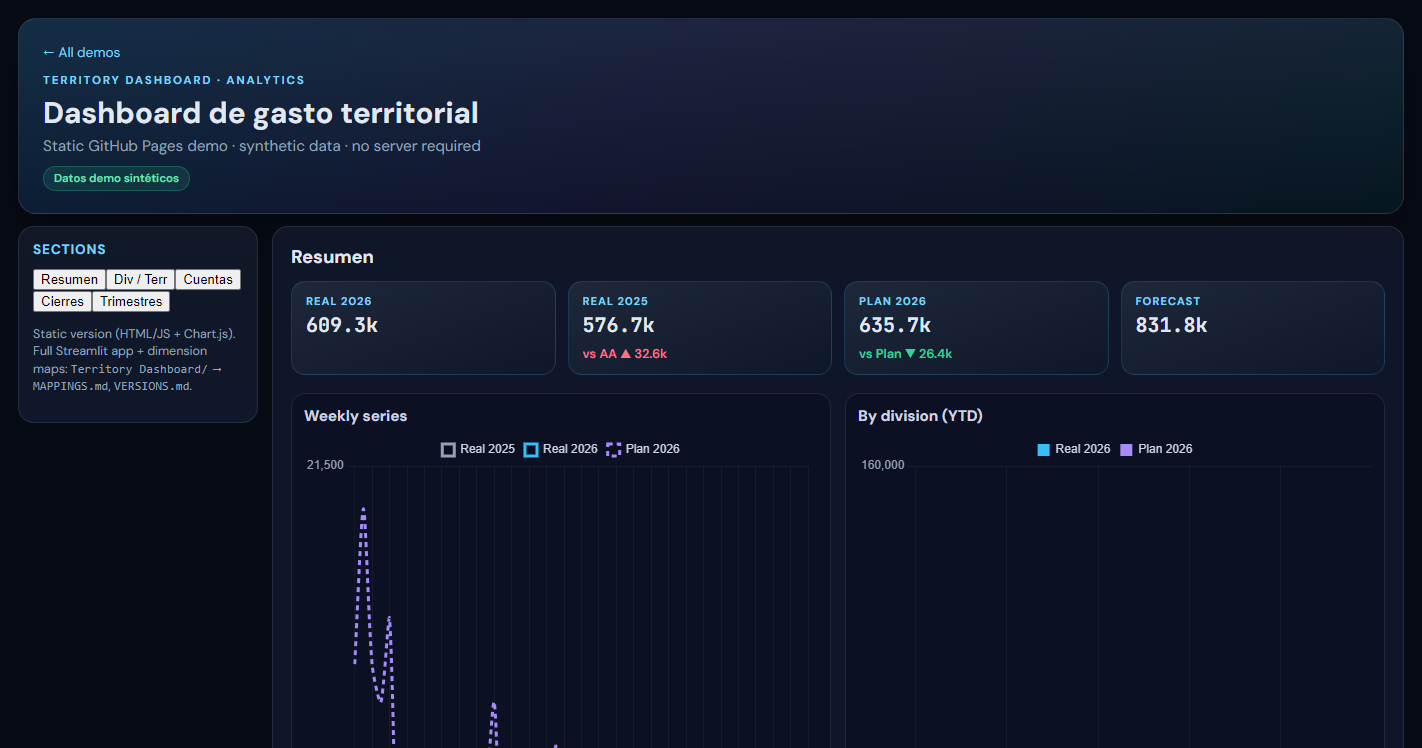 ← All demos
TERRITORY DASHBOARD · ANALYTICS
Dashboard de gasto territorial
Static GitHub Pages demo · synthetic data · no server required
Datos demo sintéticos
SECTIONS
Resumen Div / Terr Cuentas
Cierres Trimestres
Static version (HTML/JS + Chart.js).
Full Streamlit app + dimension
maps: Territory Dashboard/ →
MAPPINGS.md, VERSIONS.md.
Resumen
REAL 2026
609.3k
REAL 2025
576.7k
vs AA ▲ 32.6k
PLAN 2026
635.7k
vs Plan ▼ 26.4k
FORECAST
831.8k
Weekly series
Real 2025 Real 2026 Plan 2026
21,500
By division (YTD)
Real 2026 Plan 2026
160,000